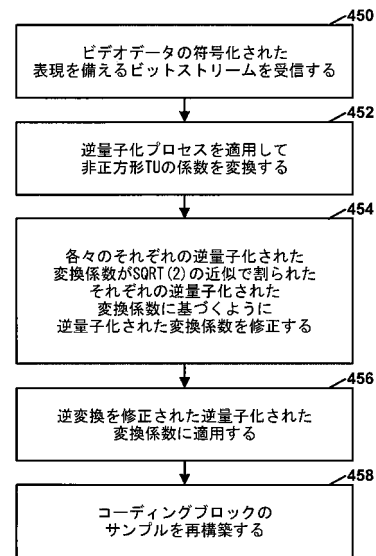 450
ビデオデータの符号化された
表現を備えるビットストリームを受信する
452
逆量子化プロセスを適用して
非正方形TUの係数を変換する
454
各々のそれぞれの逆量子化された
変換係数がSQRT(2)の近似で割られた
それぞれの逆量子化された
変換係数に基づくように
逆量子化された変換係数を修正する
456
逆変換を修正された逆量子化された
変換係数に適用する
458
コーディングブロックの
サンプルを再構築する